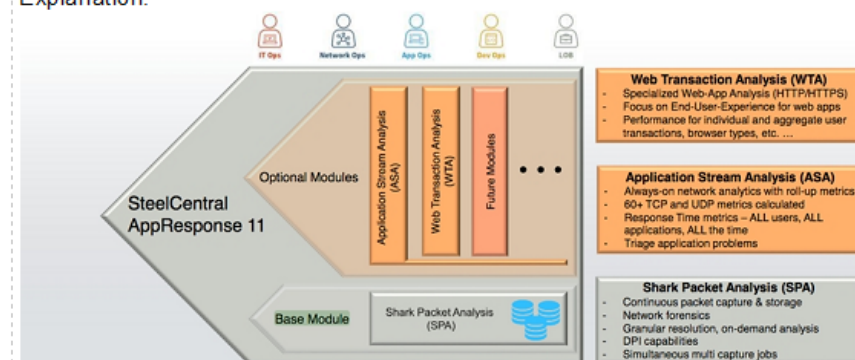 Explanation:
IT Ops
Network Ops
App Ops
Dev Ops
LOB
SteelCentral
AppResponse 11
Optional Modules
Application Stream Analysis
(ASA)
Web Transaction Analysis
(WTA)
Future Modules
Base Module
Shark Packet Analysis
(SPA)
Web Transaction Analysis (WTA)
- Specialized Web-App Analysis (HTTP/HTTPS)
- Focus on End-User-Experience for web apps
- Performance for individual and aggregate user
transactions, browser types, etc. ...
Application Stream Analysis (ASA)
- Always-on network analytics with roll-up metrics
- 60+ TCP and UDP metrics calculated
- Response Time metrics – ALL users, ALL
applications, ALL the time
- Triage application problems
Shark Packet Analysis (SPA)
- Continuous packet capture & storage
- Network forensics
- Granular resolution, on-demand analysis
- DPI capabilities
- Simultaneous multi capture jobs